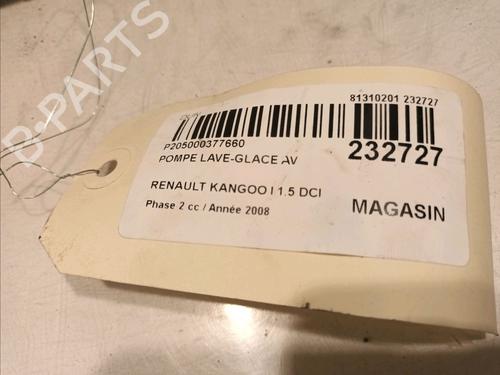 81310201 232727
P205000377660
232727
POMPE LAVE-GLACE AV
RENAULT KANGOO I 1.5 DCI
Phase 2 cc / Année 2008
MAGASIN
B-PARTS